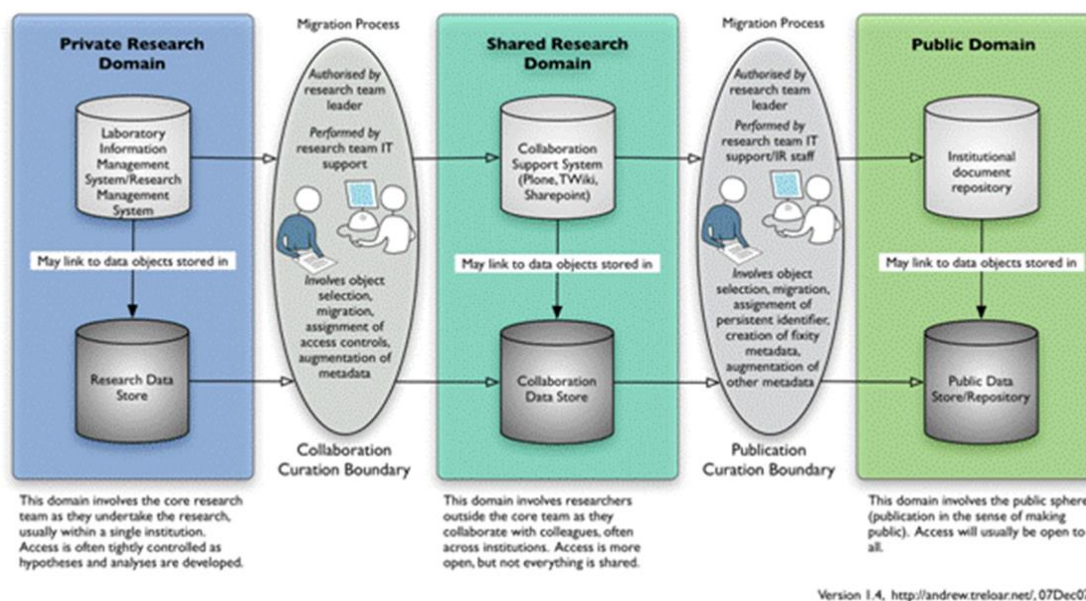 Private Research
Domain
Laboratory
Information
Management
System/Research
Management
System
May link to data objects stored in
Research Data
Store
This domain involves the core research
team as they undertake the research,
usually within a single institution.
Access is often tightly controlled as
hypotheses and analyses are developed.
Migration Process
Authorised by
research team
leader
Performed by
research team IT
support
Involves object
selection,
migration,
assignment of
access controls,
augmentation of
metadata
Collaboration
Curation Boundary
Shared Research
Domain
Collaboration
Support System
(Plone, TWiki,
Sharepoint)
May link to data objects stored in
Collaboration
Data Store
This domain involves researchers
outside the core team as they
collaborate with colleagues, often
across institutions. Access is more
open, but not everything is shared.
Migration Process
Authorised by
research team
leader
Performed by
research team IT
support/IR staff
Involves object
selection, migration,
assignment of
persistent identifier,
creation of fixity
metadata,
augmentation of
other metadata
Publication
Curation Boundary
Public Domain
Institutional
document
repository
May link to data objects stored in
Public Data
Store/Repository
This domain involves the public sphere
(publication in the sense of making
public). Access will usually be open to
all.
Version 1.4, http://andrew.treloar.net/,